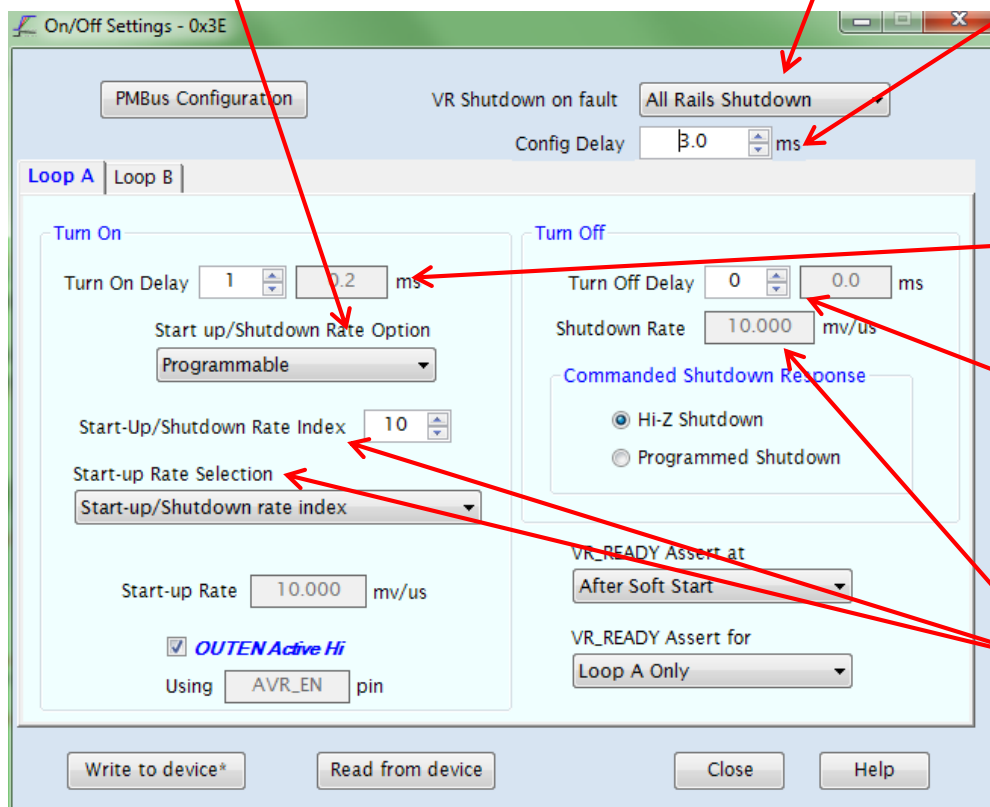 On/Off Settings - 0x3E
PMBus Configuration
VR Shutdown on fault
All Rails Shutdown
Config Delay
3.0
ms
Loop A
Loop B
Turn On
Turn On Delay
1
0.2
ms
Start up/Shutdown Rate Option
Programmable
Start-Up/Shutdown Rate Index
10
Start-up Rate Selection
Start-up/Shutdown rate index
Start-up Rate
10.000
mv/us
OUTEN Active Hi
Using
AVR_EN
pin
Turn Off
Turn Off Delay
0
0.0
ms
Shutdown Rate
10.000
mv/us
Commanded Shutdown Response
Hi-Z Shutdown
Programmed Shutdown
VR_READY Assert at
After Soft Start
VR_READY Assert for
Loop A Only
Write to device*
Read from device
Close
Help